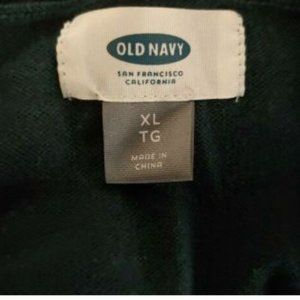 OLD NAVY
SAN FRANCISCO
CALIFORNIA
XL
TG
MADE IN
CHINA